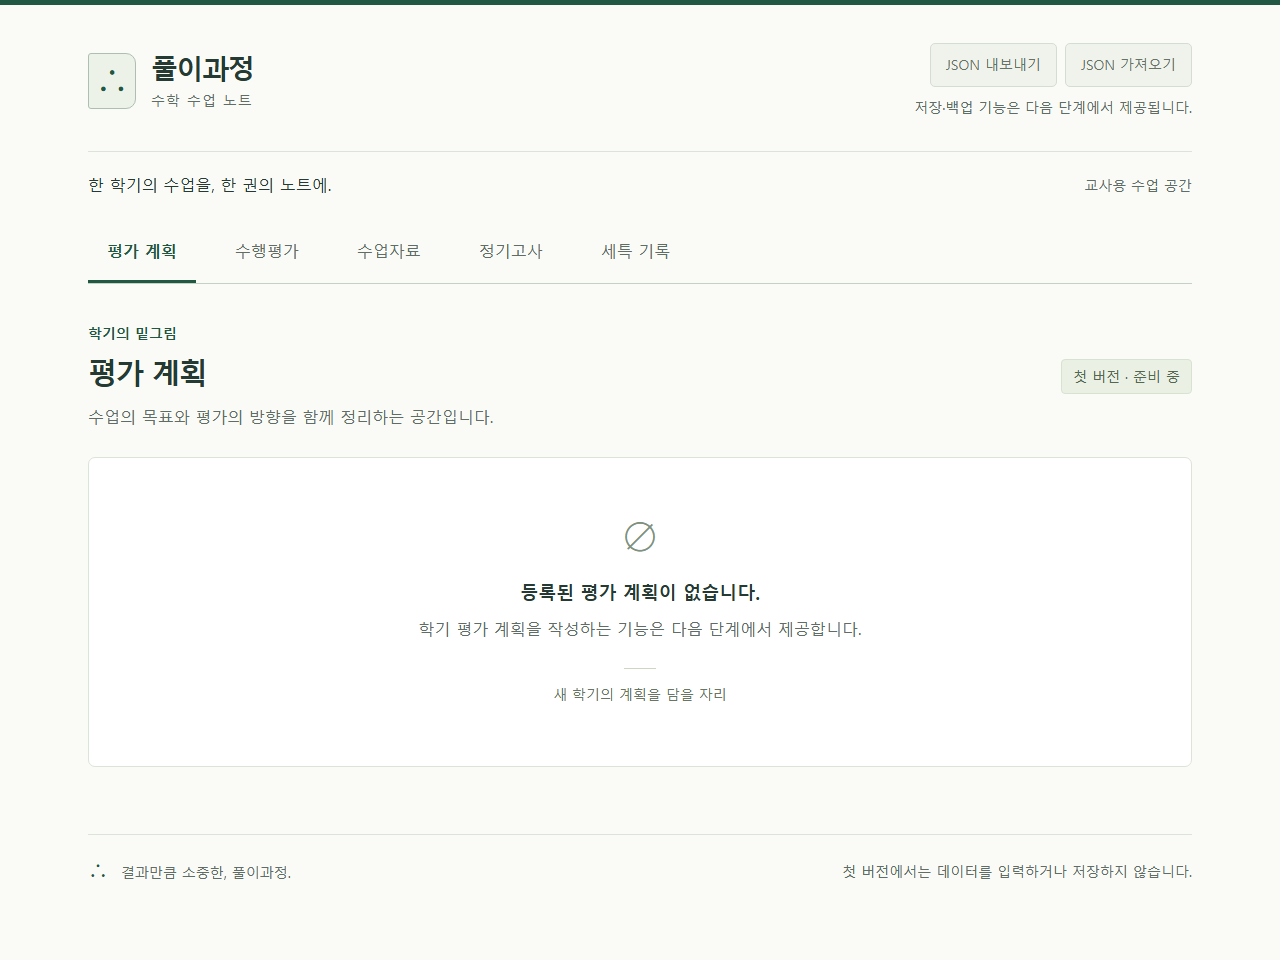 풀이과정
수학 수업 노트
JSON 내보내기
JSON 가져오기
저장·백업 기능은 다음 단계에서 제공됩니다.
한 학기의 수업을, 한 권의 노트에.
교사용 수업 공간
평가 계획
수행평가
수업자료
정기고사
세특 기록
학기의 밑그림
평가 계획
첫 버전 · 준비 중
수업의 목표와 평가의 방향을 함께 정리하는 공간입니다.
∅
등록된 평가 계획이 없습니다.
학기 평가 계획을 작성하는 기능은 다음 단계에서 제공합니다.
새 학기의 계획을 담을 자리
∴ 결과만큼 소중한, 풀이과정.
첫 버전에서는 데이터를 입력하거나 저장하지 않습니다.